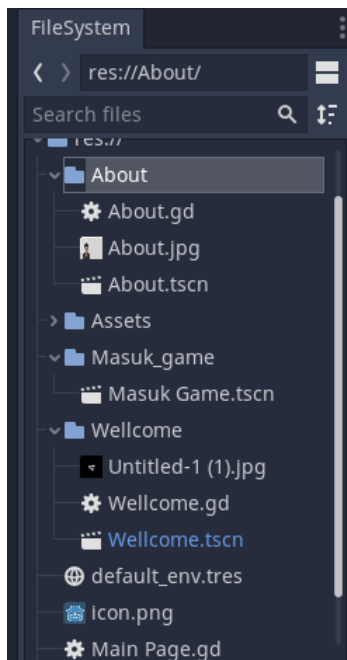 FileSystem
res://About/
Search files
res://
About
About.gd
About.jpg
About.tscn
Assets
Masuk_game
Masuk Game.tscn
Wellcome
Untitled-1 (1).jpg
Wellcome.gd
Wellcome.tscn
default_env.tres
icon.png
Main Page.gd